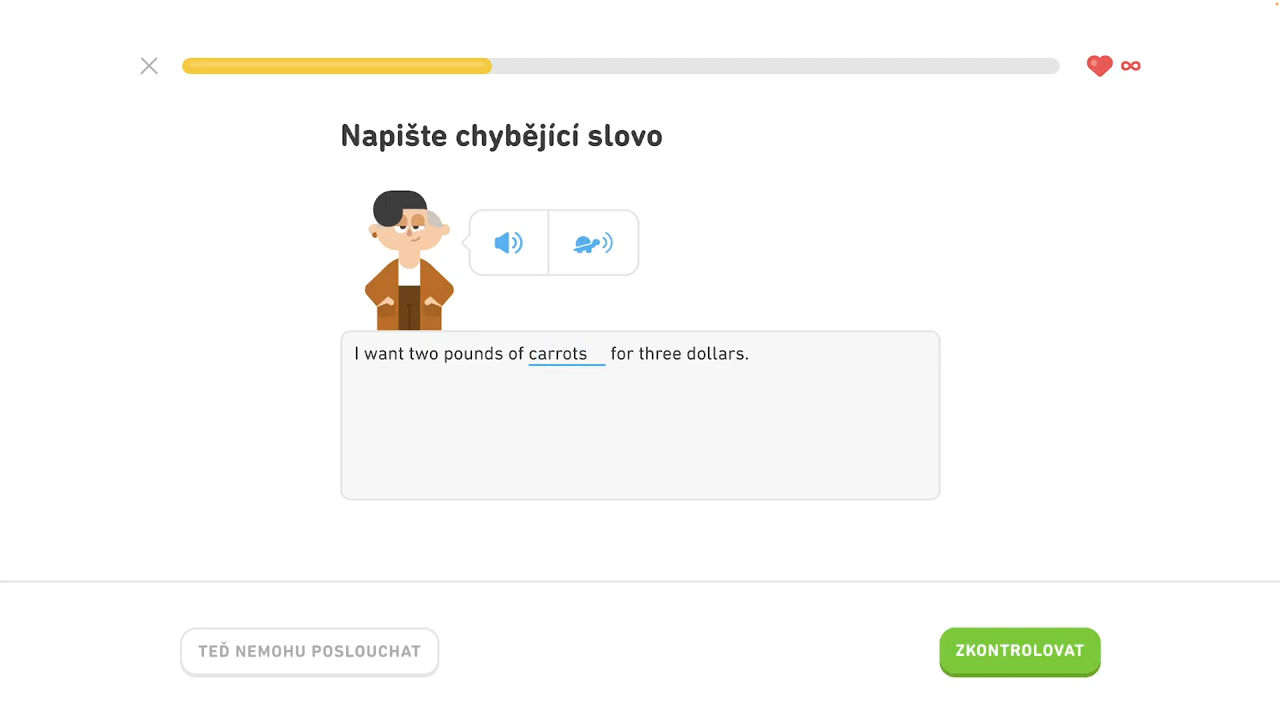 ∞
Napište chybějící slovo
I want two pounds of carrots for three dollars.
TEĎ NEMOHU POSLOUCHAT
ZKONTROLOVAT